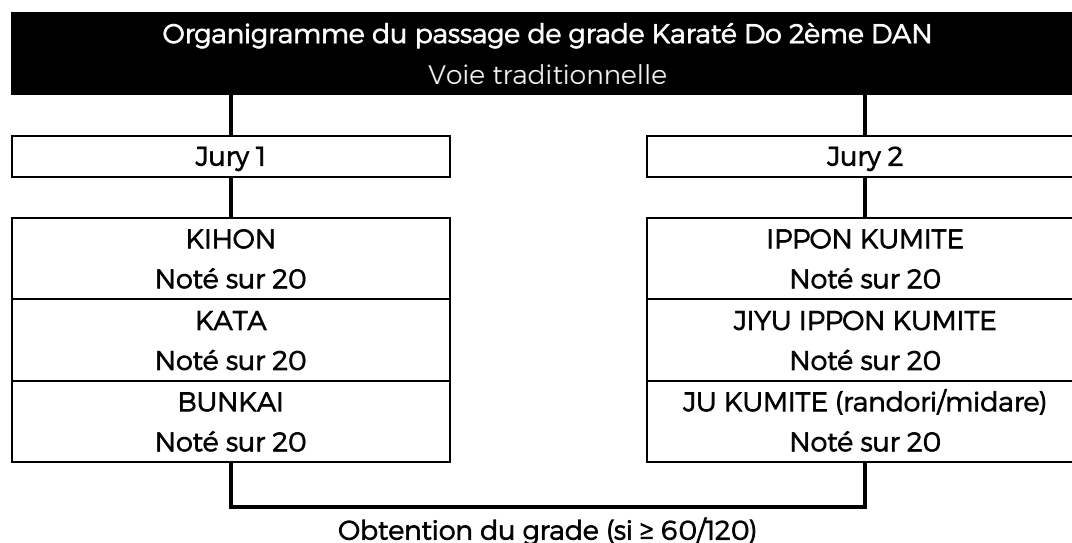 Organigramme du passage de grade Karaté Do 2ème DAN
Voie traditionnelle
Jury 1
KIHON
Noté sur 20
KATA
Noté sur 20
BUNKAI
Noté sur 20
Jury 2
IPPON KUMITE
Noté sur 20
JIYU IPPON KUMITE
Noté sur 20
JU KUMITE (randori/midare)
Noté sur 20
Obtention du grade (si ≥ 60/120)